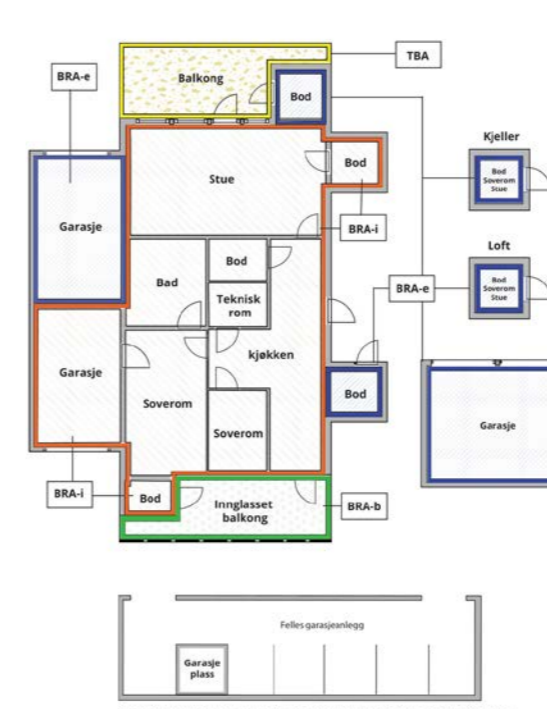 TBA
BRA-e
Balkong
Bod
Kjeller
Bod
Soverom
Stue
Bod
Stue
Garasje
BRA-i
Loft
Bod
Soverom
Stue
Bod
Bad
Teknisk
rom
BRA-e
kjøkken
Garasje
Soverom
Bod
Garasje
Soverom
BRA-i
Bod
Innglasset
balkong
BRA-b
Felles garasjeanlegg
Garasje
plass